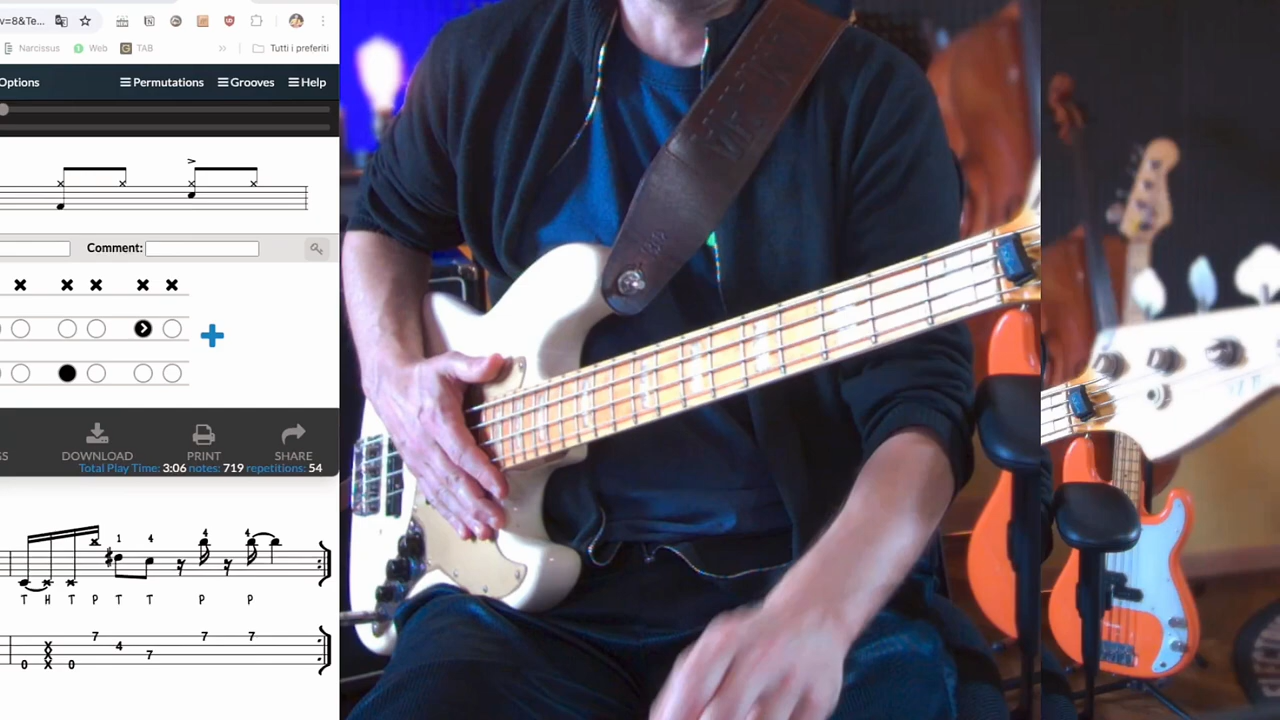 v=8&Te...
Narcissus Web TAB » Tutti i preferiti
Options Permutations Grooves Help
>
Comment:
GS DOWNLOAD PRINT SHARE
Total Play Time: 3:06 notes: 719 repetitions: 54
1 4 4 4
T H T P T T P P
7 4 7 7 7
0 X X X X 0